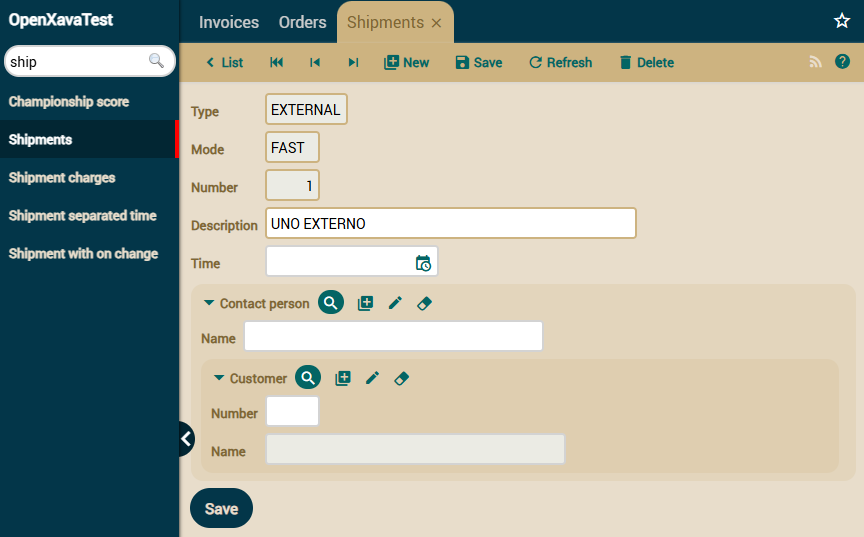 OpenXavaTest
Invoices Orders Shipments ×
ship
List New Save Refresh Delete ?
Championship score
Shipments
Shipment charges
Shipment separated time
Shipment with on change
Type EXTERNAL
Mode FAST
Number 1
Description UNO EXTERNO
Time
Contact person
Name
Customer
Number
Name
Save